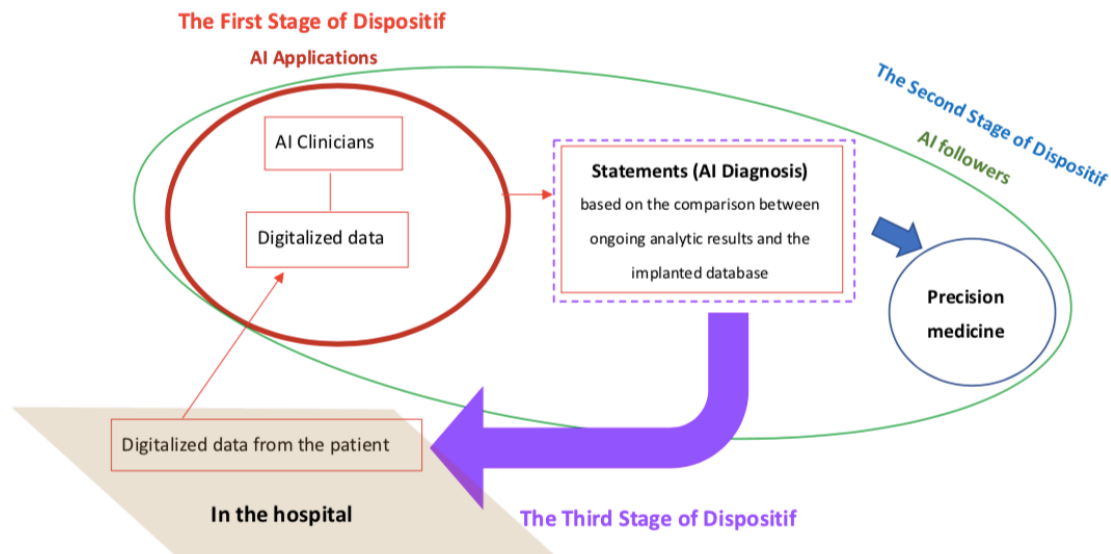 The First Stage of Dispositif
AI Applications
The Second Stage of Dispositif
AI followers
AI Clinicians
Digitalized data
Statements (AI Diagnosis)
based on the comparison between
ongoing analytic results and the
implanted database
Precision
medicine
Digitalized data from the patient
In the hospital
The Third Stage of Dispositif